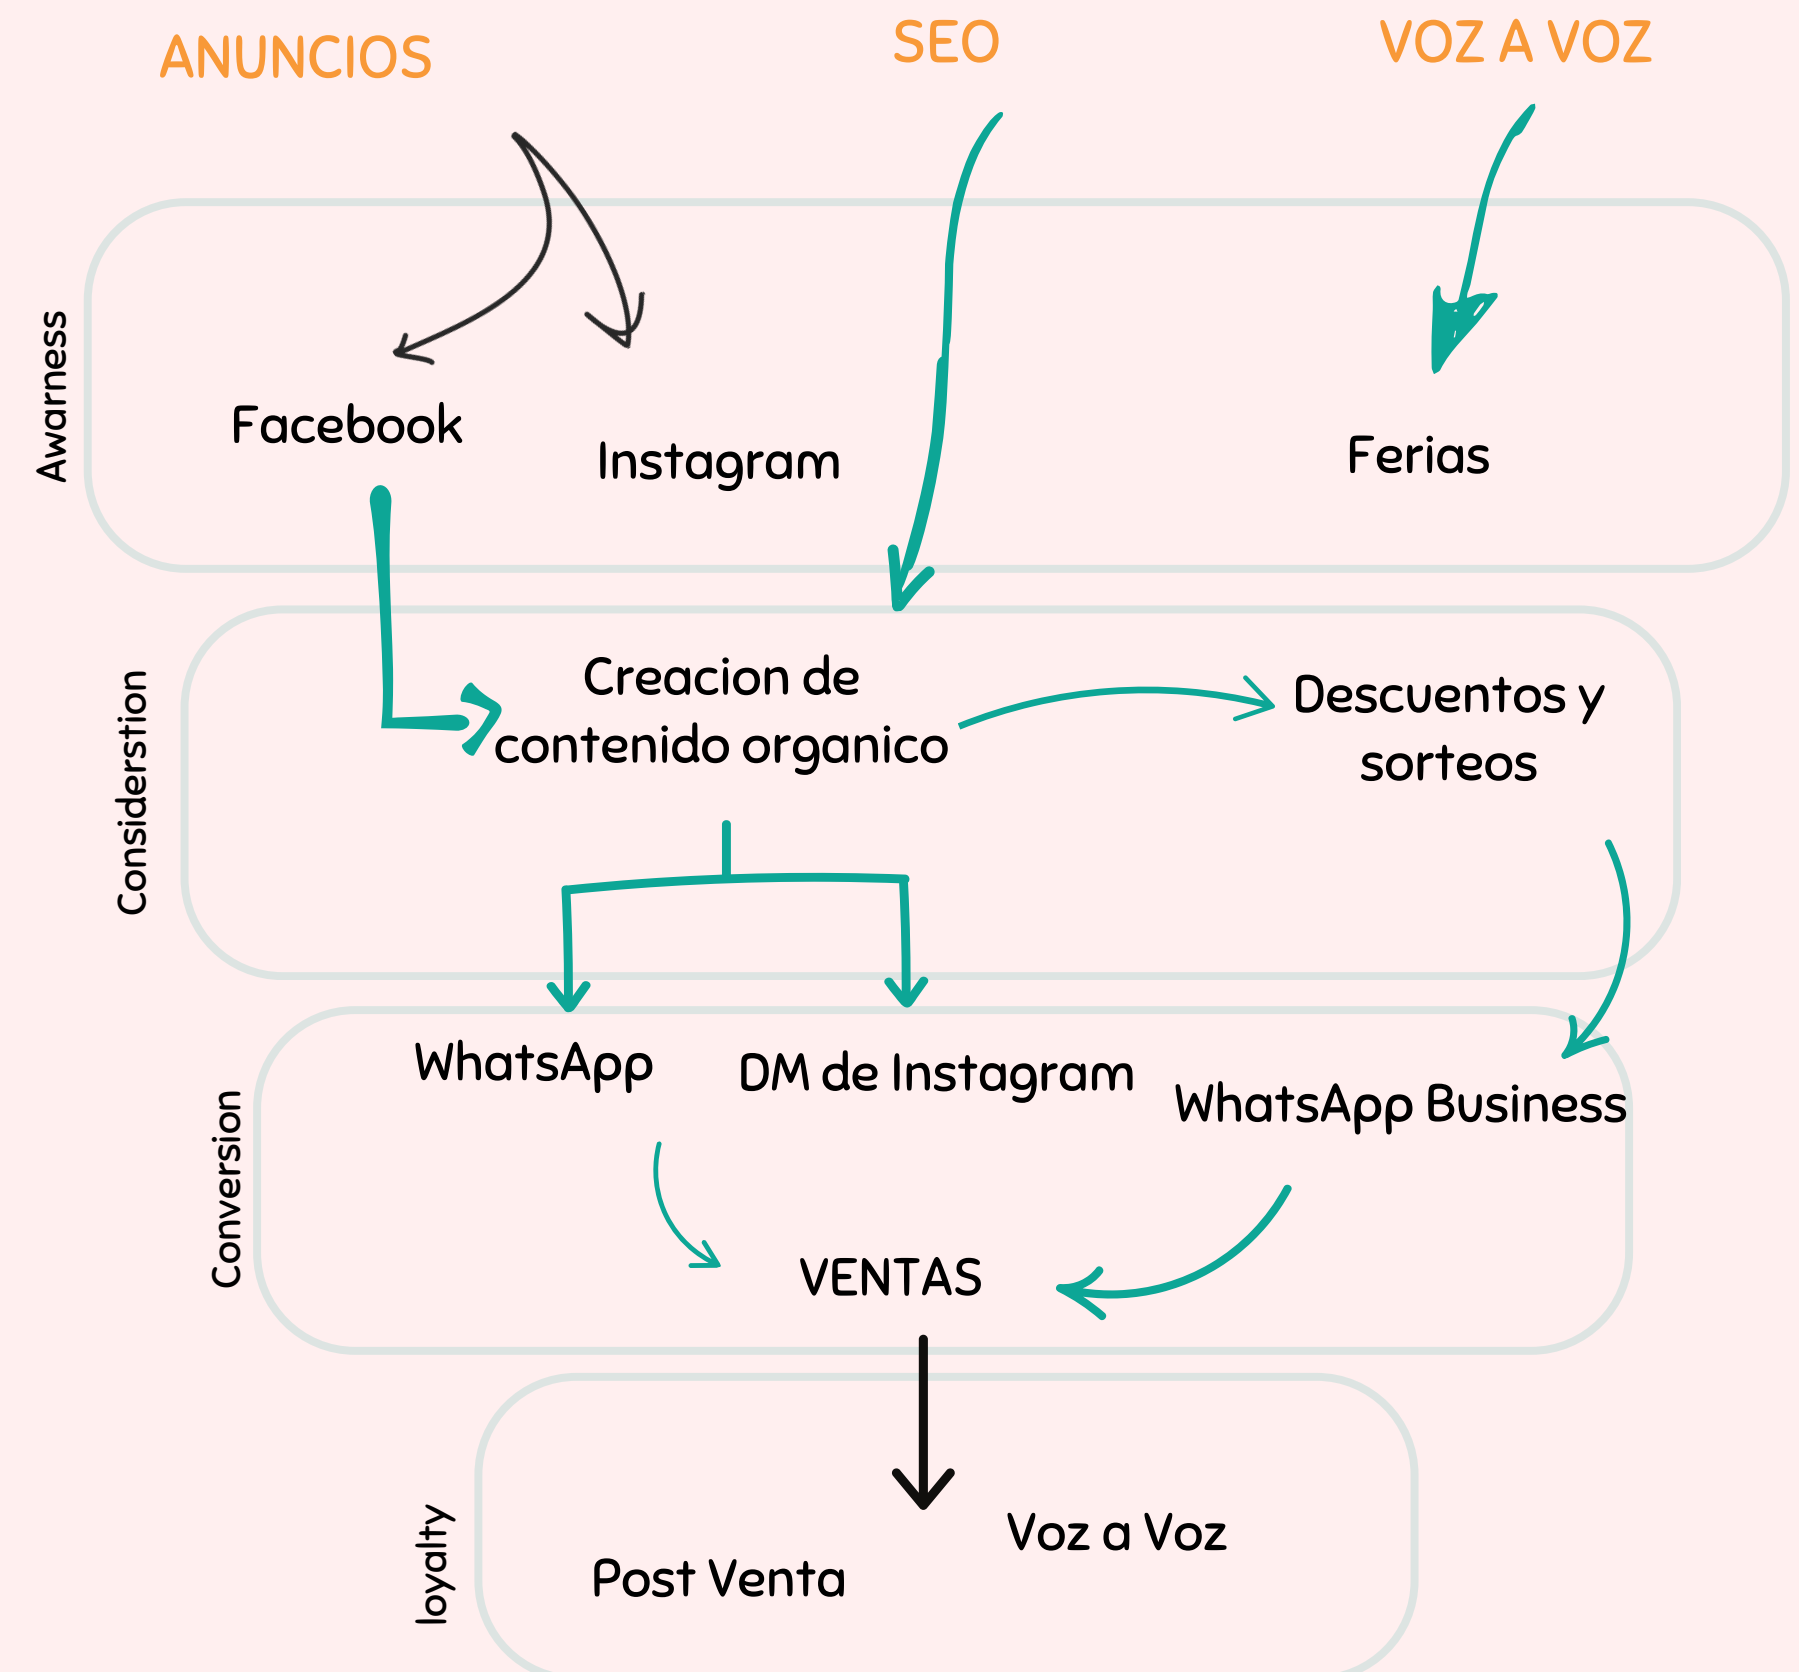 ANUNCIOS
SEO
VOZ A VOZ
Awarness
Facebook
Instagram
Ferias
Considerstion
Creacion de
contenido organico
Descuentos y
sorteos
Conversion
WhatsApp
DM de Instagram
WhatsApp Business
VENTAS
loyalty
Post Venta
Voz a Voz